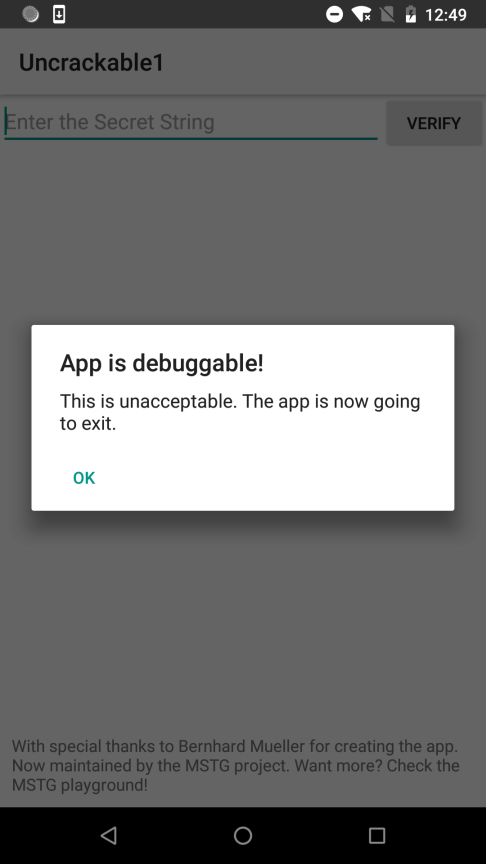 12:49
Uncrackable1
Enter the Secret String
VERIFY
App is debuggable!
This is unacceptable. The app is now going
to exit.
OK
With special thanks to Bernhard Mueller for creating the app.
Now maintained by the MSTG project. Want more? Check the
MSTG playground!